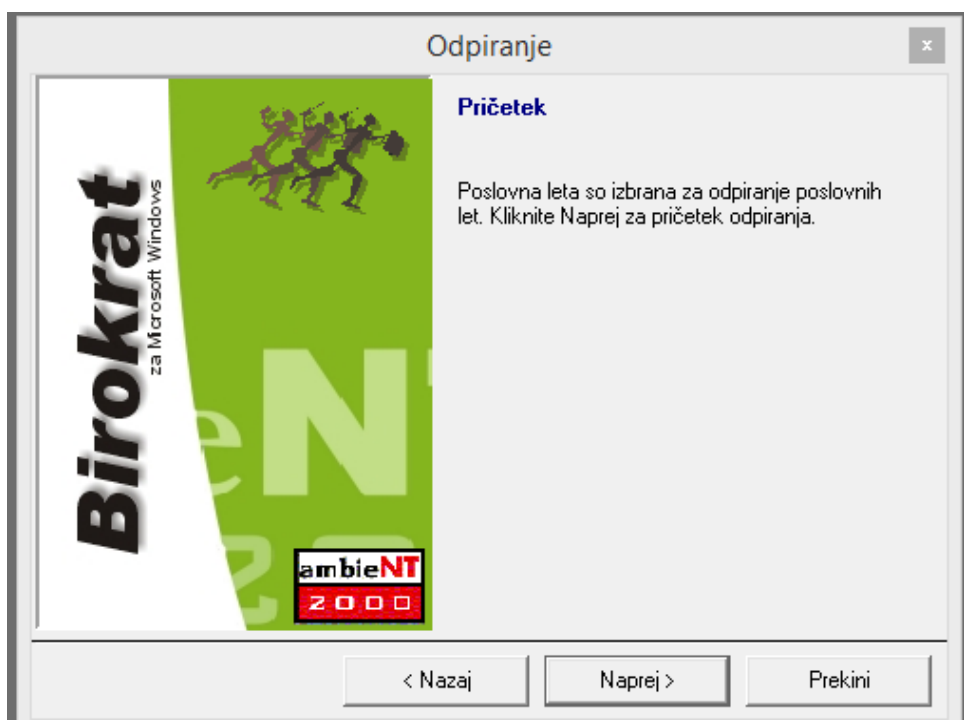 Odpiranje
x
Birokrat
za Microsoft Windows
eNT
ambieNT
2000
Pričetek
Poslovna leta so izbrana za odpiranje poslovnih
let. Kliknite Naprej za pričetek odpiranja.
< Nazaj
Naprej >
Prekini